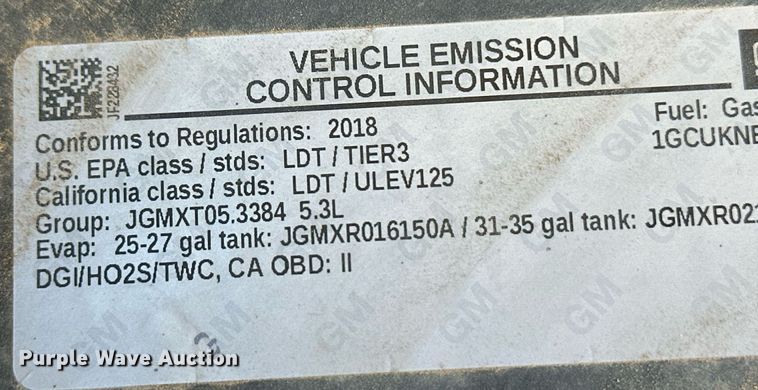 VEHICLE EMISSION
CONTROL INFORMATION
Conforms to Regulations: 2018
Fuel: Gas
U.S. EPA class / stds: LDT / TIER3
1GCUKNE
California class / stds: LDT / ULEV125
Group: JGMXT05.3384 5.3L
Evap: 25-27 gal tank: JGMXR016150A / 31-35 gal tank: JGMXR021
DGI/HO2S/TWC, CA OBD: II
GM
Purple Wave Auction